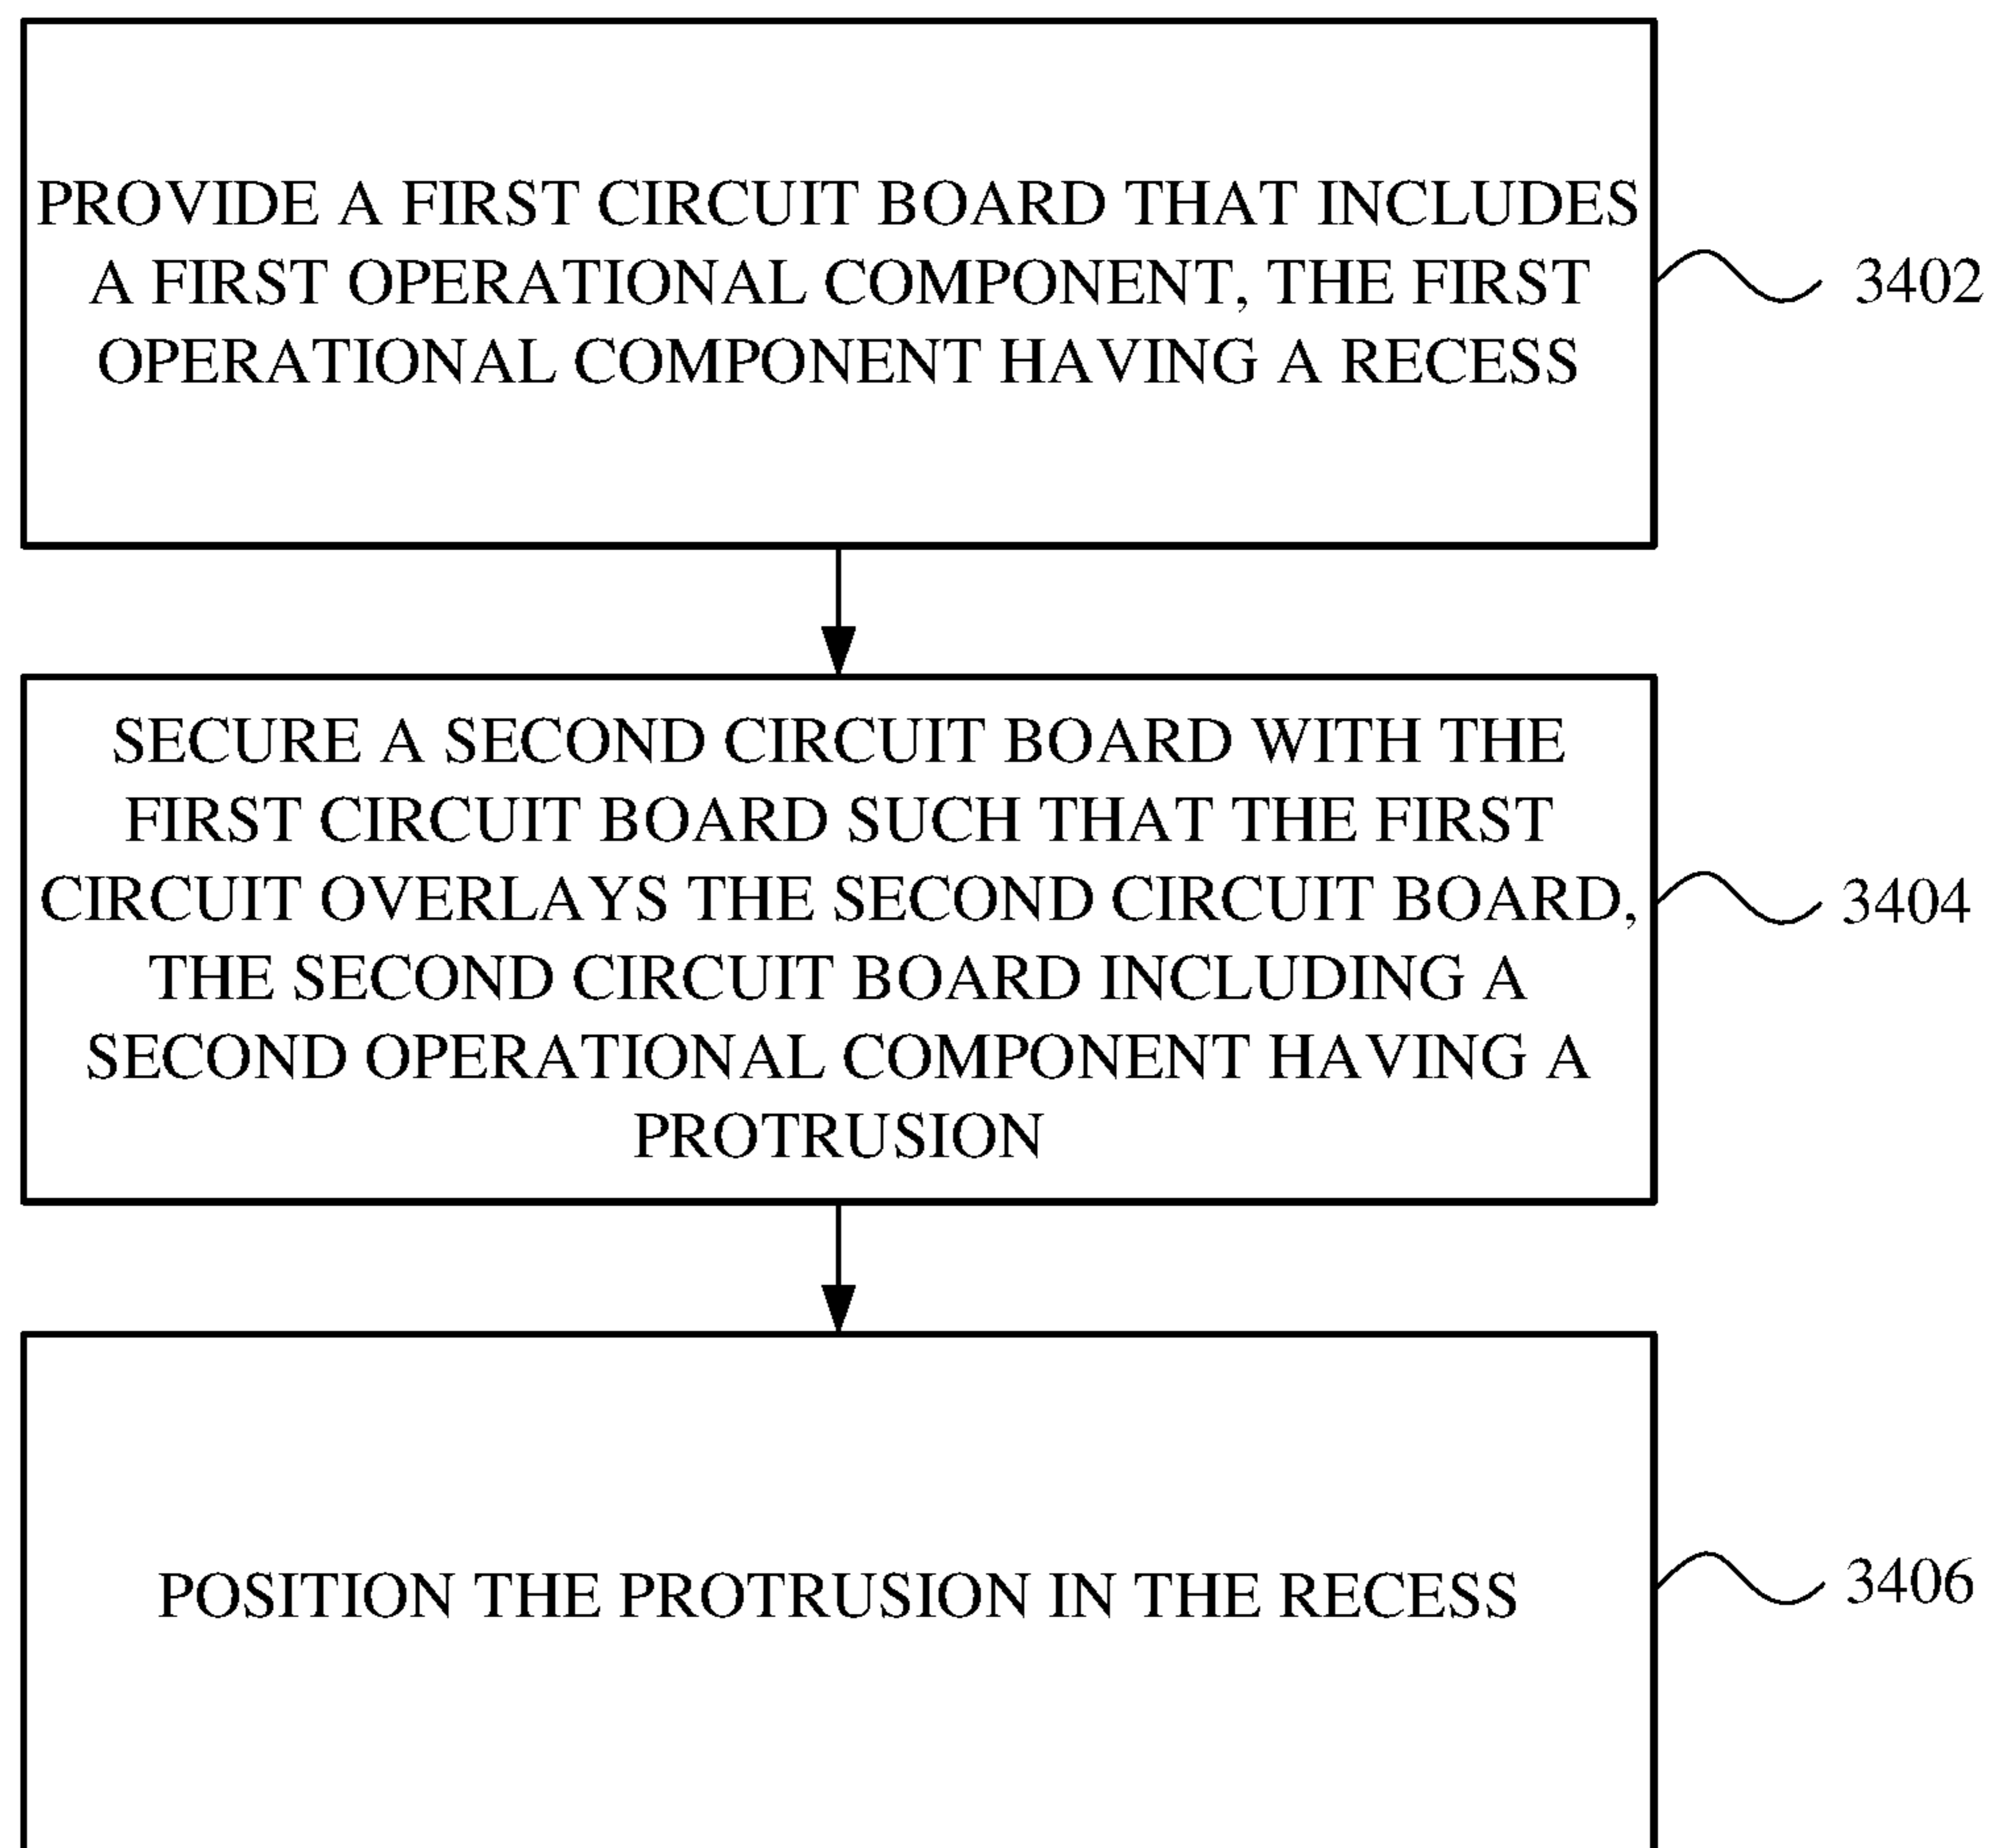 PROVIDE A FIRST CIRCUIT BOARD THAT INCLUDES
A FIRST OPERATIONAL COMPONENT, THE FIRST
OPERATIONAL COMPONENT HAVING A RECESS
3402
SECURE A SECOND CIRCUIT BOARD WITH THE
FIRST CIRCUIT BOARD SUCH THAT THE FIRST
CIRCUIT OVERLAYS THE SECOND CIRCUIT BOARD,
THE SECOND CIRCUIT BOARD INCLUDING A
SECOND OPERATIONAL COMPONENT HAVING A
PROTRUSION
3404
POSITION THE PROTRUSION IN THE RECESS
3406